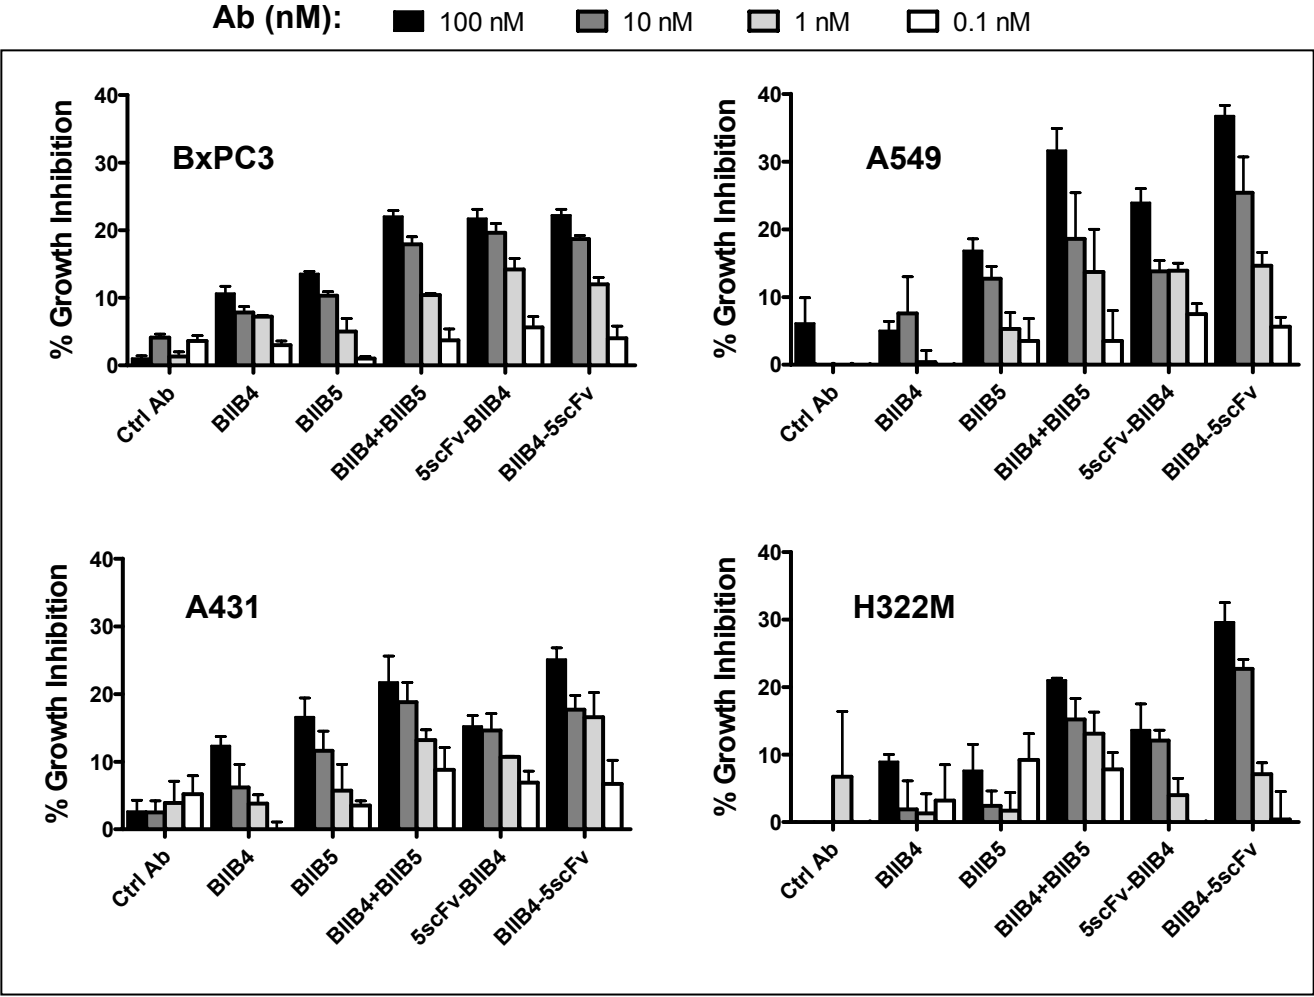 Ab (nM): 100 nM 10 nM 1 nM 0.1 nM
% Growth Inhibition
40
30
20
10
0
BxPC3
Ctrl Ab
BIIB4
BIIB5
BIIB4+BIIB5
5scFv-BIIB4
BIIB4-5scFv
% Growth Inhibition
40
30
20
10
0
A549
Ctrl Ab
BIIB4
BIIB5
BIIB4+BIIB5
5scFv-BIIB4
BIIB4-5scFv
% Growth Inhibition
40
30
20
10
0
A431
Ctrl Ab
BIIB4
BIIB5
BIIB4+BIIB5
5scFv-BIIB4
BIIB4-5scFv
% Growth Inhibition
40
30
20
10
0
H322M
Ctrl Ab
BIIB4
BIIB5
BIIB4+BIIB5
5scFv-BIIB4
BIIB4-5scFv